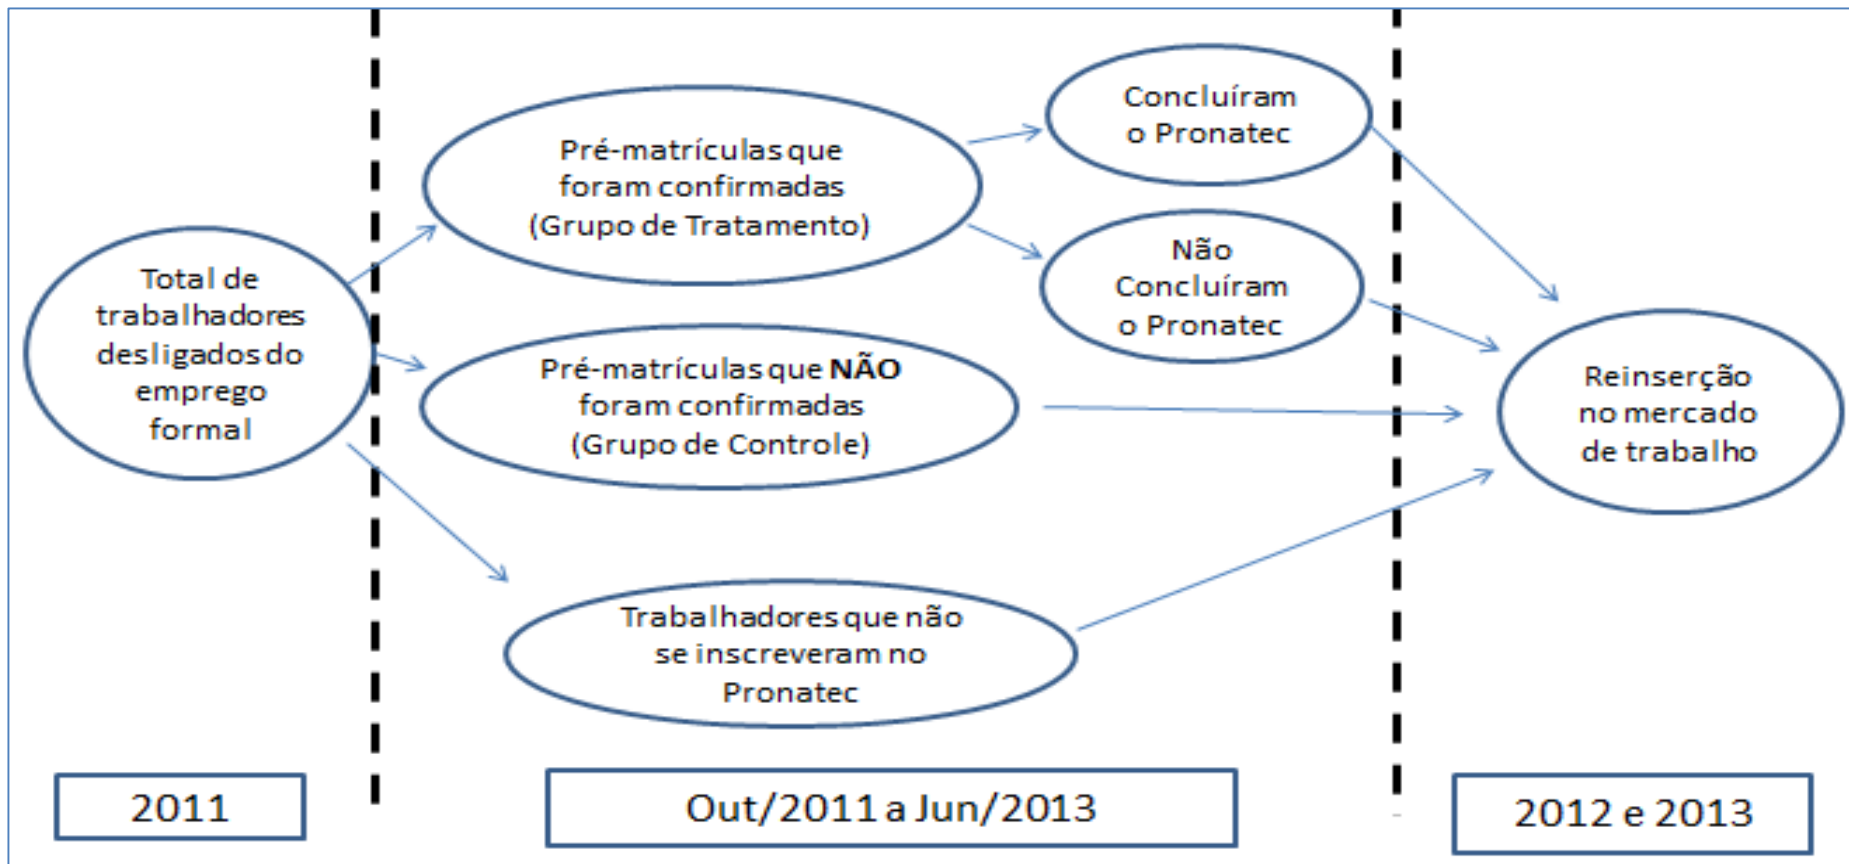 Total de
trabalhadores
desligados do
emprego
formal
Pré-matrículas que
foram confirmadas
(Grupo de Tratamento)
Concluíram
o Pronatec
Não
Concluíram
o Pronatec
Pré-matrículas que NÃO
foram confirmadas
(Grupo de Controle)
Trabalhadores que não
se inscreveram no
Pronatec
Reinserção
no mercado
de trabalho
2011
Out/2011 a Jun/2013
2012 e 2013